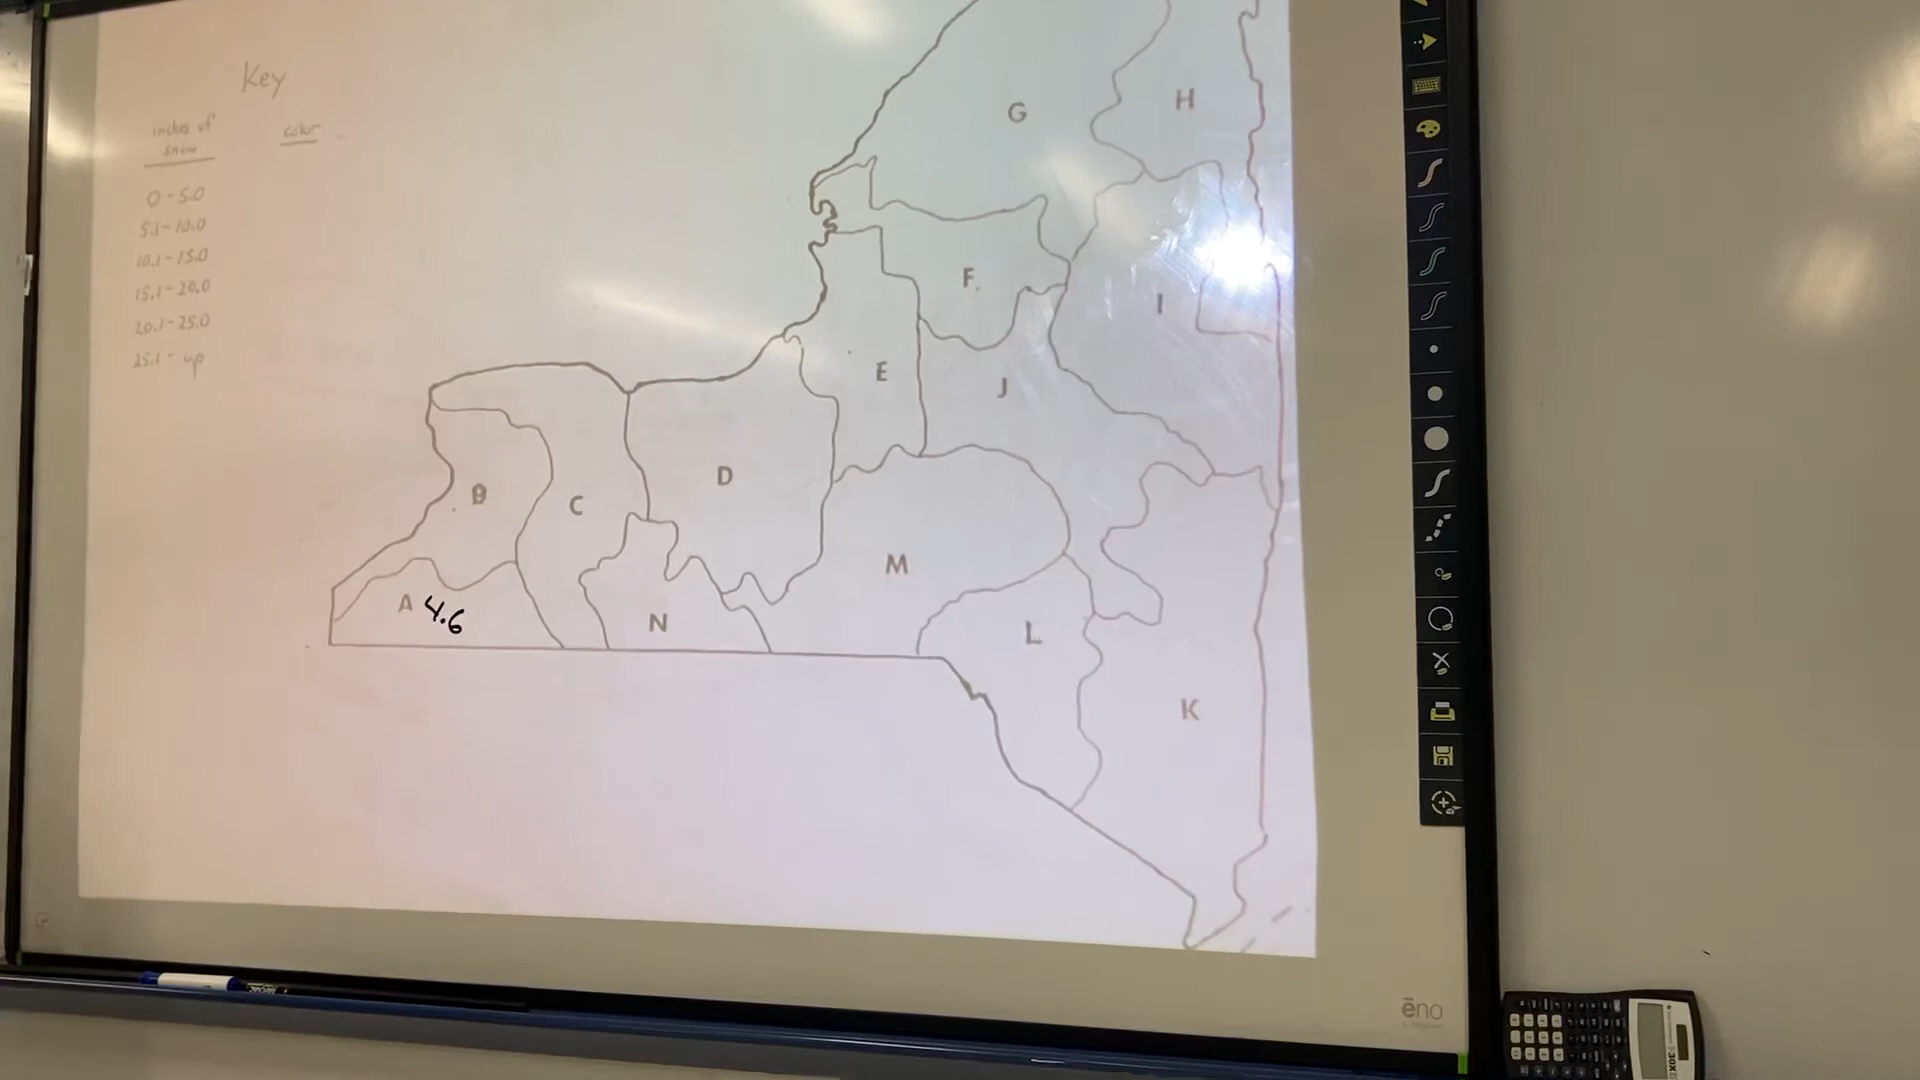 Key
inches of
snow
color
0 - 5.0
5.1 - 10.0
10.1 - 15.0
15.1 - 20.0
20.1 - 25.0
25.1 - up
G
H
F.
I
E
J
D
B
C
M
A 4.6
N
L
K
ēno